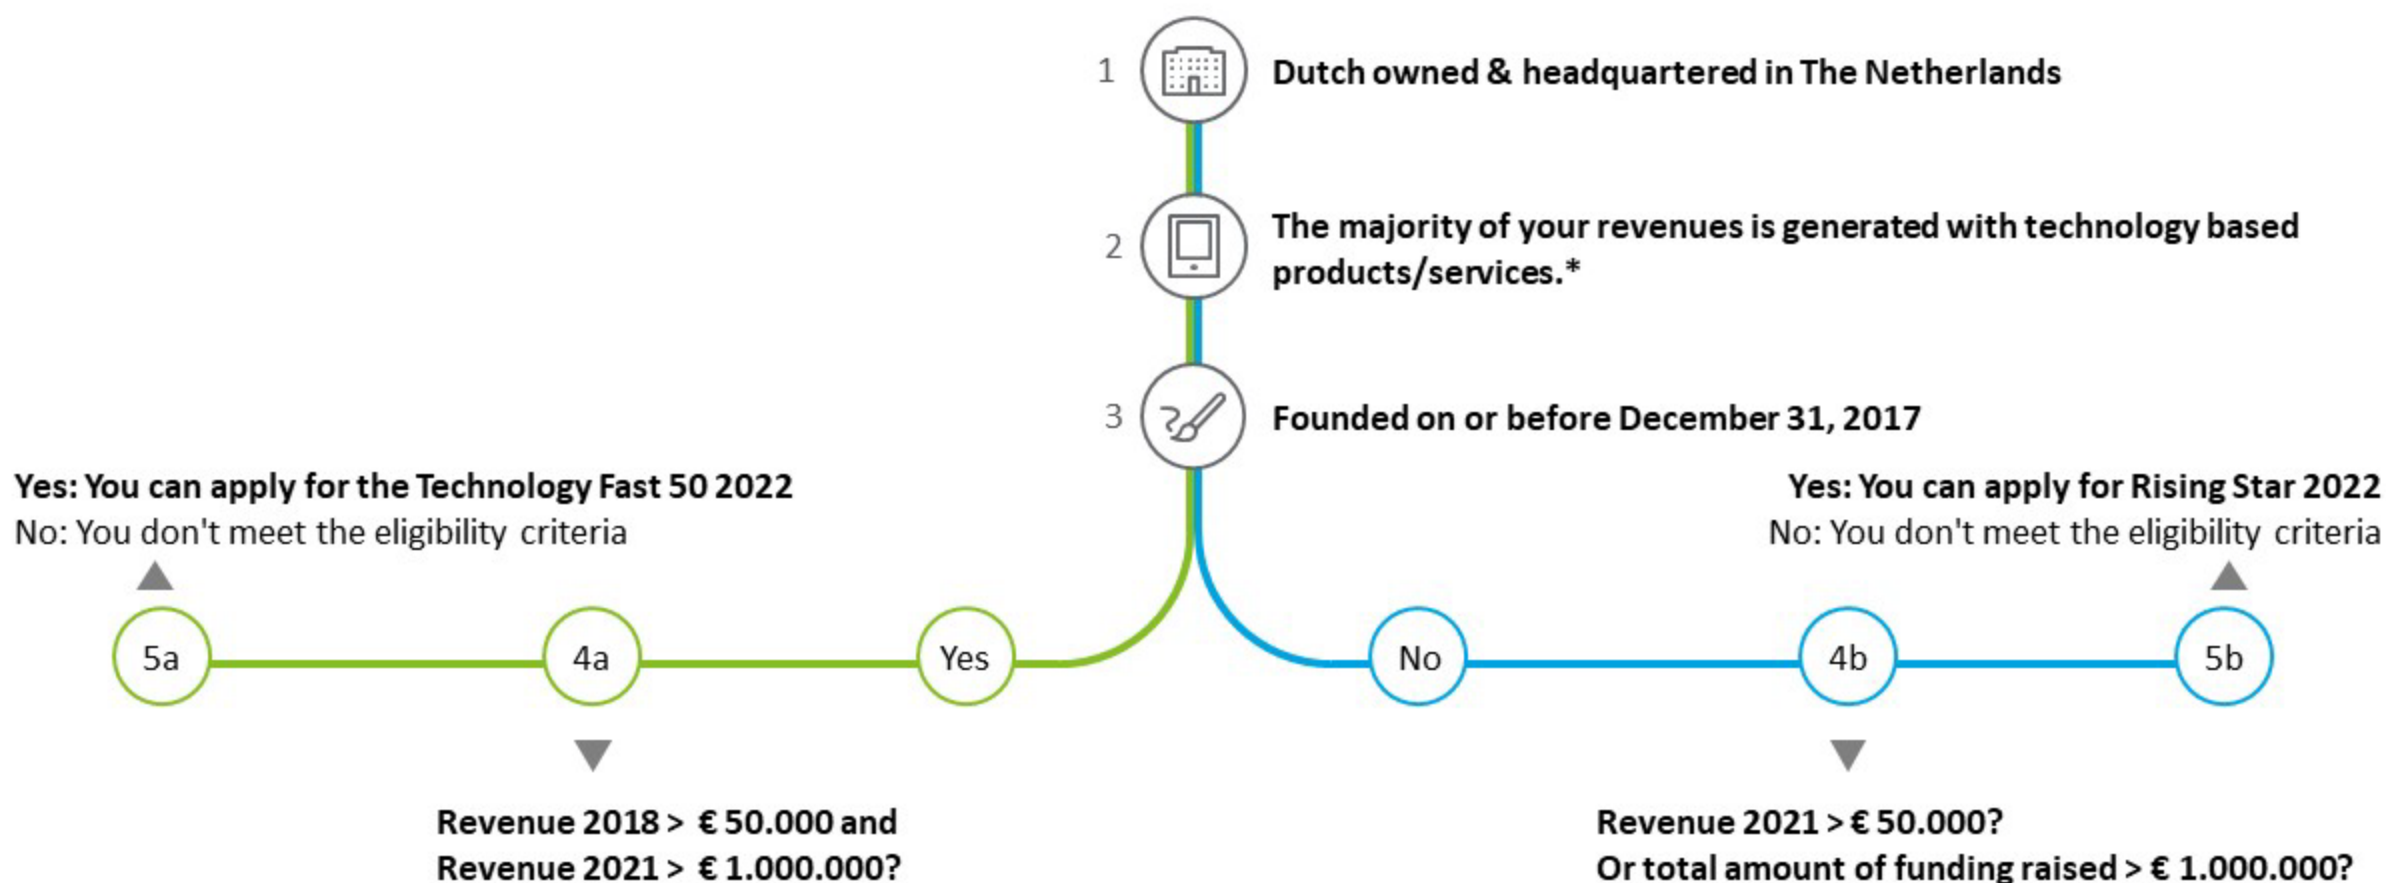 1
Dutch owned & headquartered in The Netherlands
2
The majority of your revenues is generated with technology based
products/services.*
3
Founded on or before December 31, 2017
Yes: You can apply for the Technology Fast 50 2022
No: You don't meet the eligibility criteria
Yes: You can apply for Rising Star 2022
No: You don't meet the eligibility criteria
5a
4a
Yes
No
4b
5b
Revenue 2018 > € 50.000 and
Revenue 2021 > € 1.000.000?
Revenue 2021 > € 50.000?
Or total amount of funding raised > € 1.000.000?